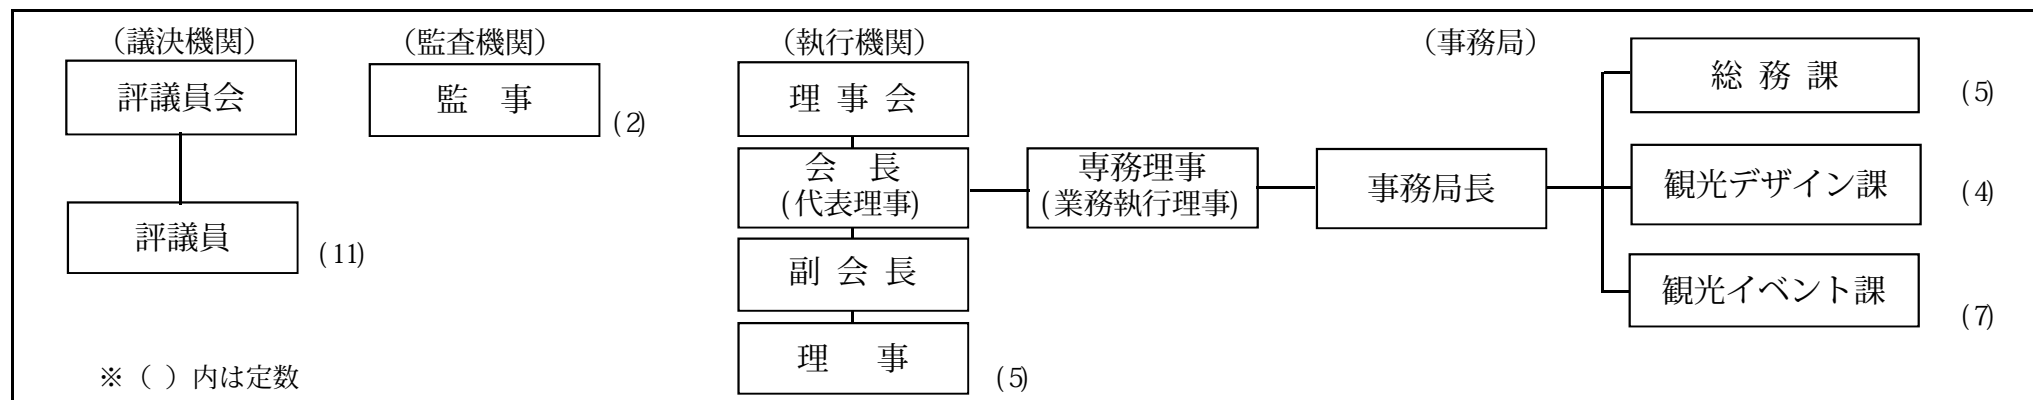 （議決機関）
評議員会
評議員
(11)
（監査機関）
監　事
(2)
（執行機関）
理 事 会
会　長
(代表理事)
副 会 長
理　事
(5)
専務理事
(業務執行理事)
（事務局）
事務局長
総 務 課
(5)
観光デザイン課
(4)
観光イベント課
(7)
※（ ）内は定数